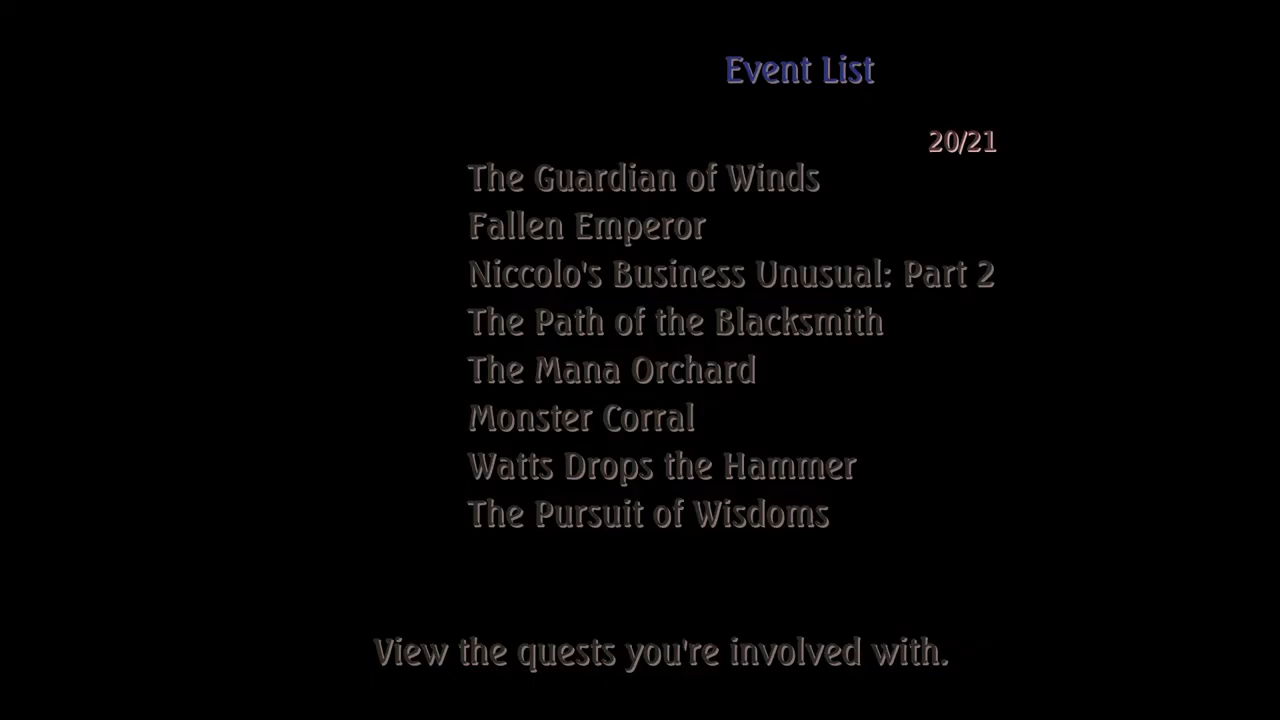 Event List
20/21
The Guardian of Winds
Fallen Emperor
Niccolo's Business Unusual: Part 2
The Path of the Blacksmith
The Mana Orchard
Monster Corral
Watts Drops the Hammer
The Pursuit of Wisdoms
View the quests you're involved with.